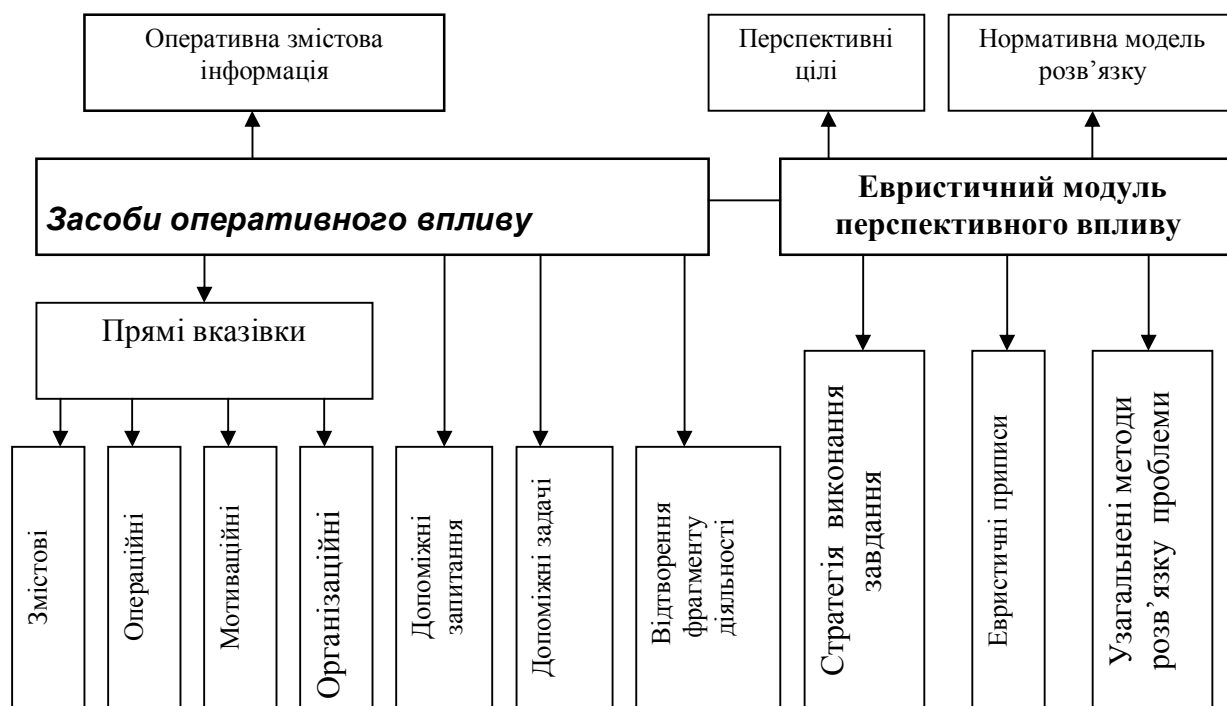 Оперативна змістова
інформація
Перспективні
цілі
Нормативна модель
розв’язку
Засоби оперативного впливу
Евристичний модуль
перспективного впливу
Прямі вказівки
Змістові
Операційні
Мотиваційні
Організаційні
Допоміжні
запитання
Допоміжні задачі
Відтворення
фрагменту
діяльності
Стратегія виконання
завдання
Евристичні приписи
Узагальнені методи
розв’язку проблеми